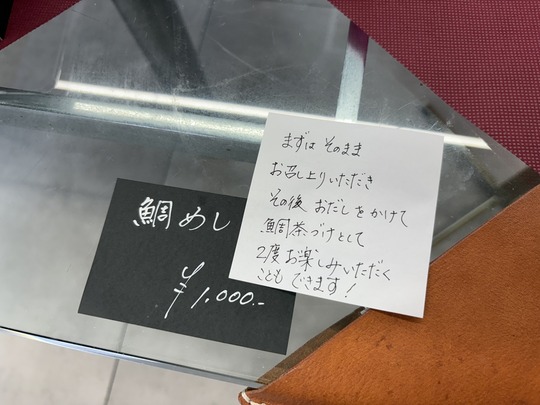 鯛めし
¥1,000.-
まずは そのまま
お召し上りいただき
その後 おだしをかけて
鯛茶づけとして
2度お楽しみいただく
こともできます!